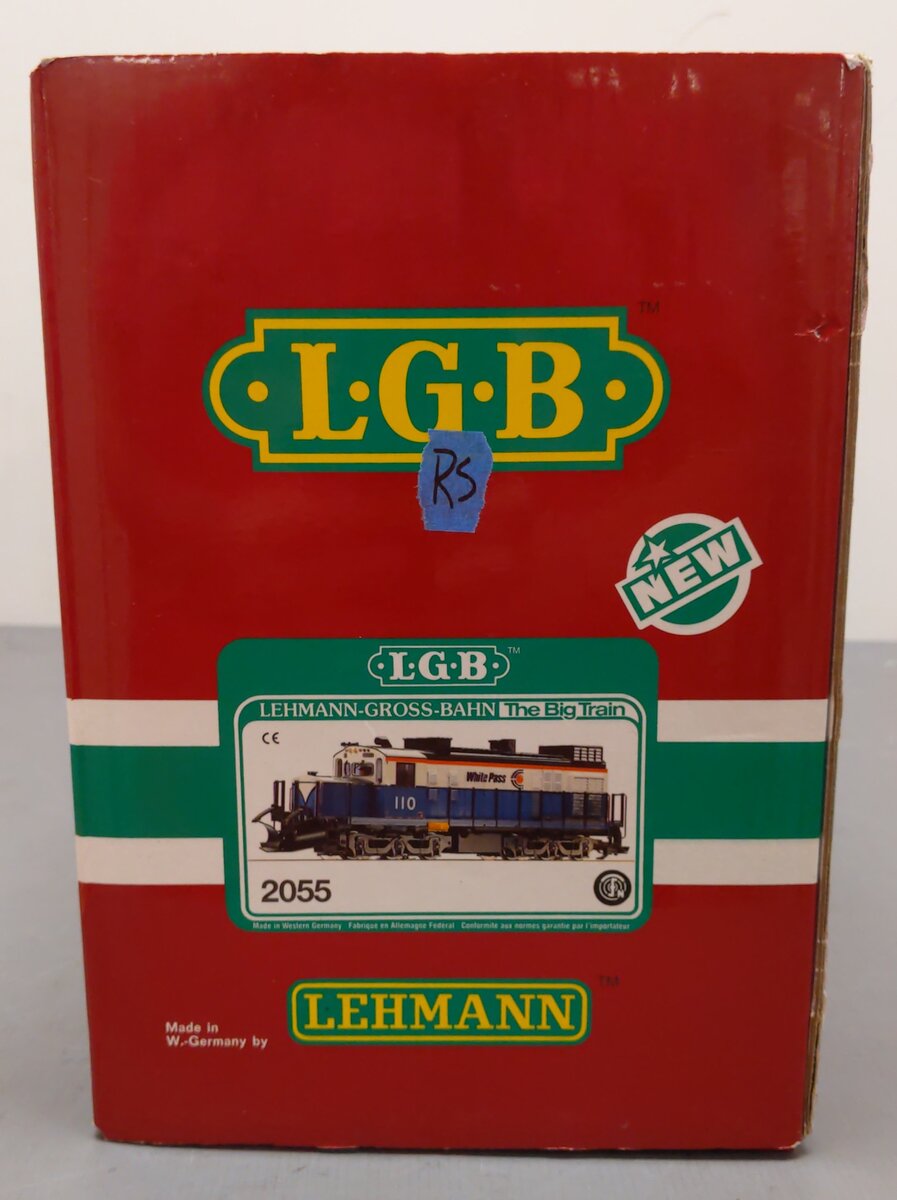 L·G·B
TM
RS
NEW
·L·G·B·
TM
LEHMANN-GROSS-BAHN The Big Train
CE
White Pass
110
2055
Made in Western Germany Fabriqué en Allemagne Féderal Conformité aux normes garantie par l'importateur
LEHMANN
TM
Made in
W.-Germany by